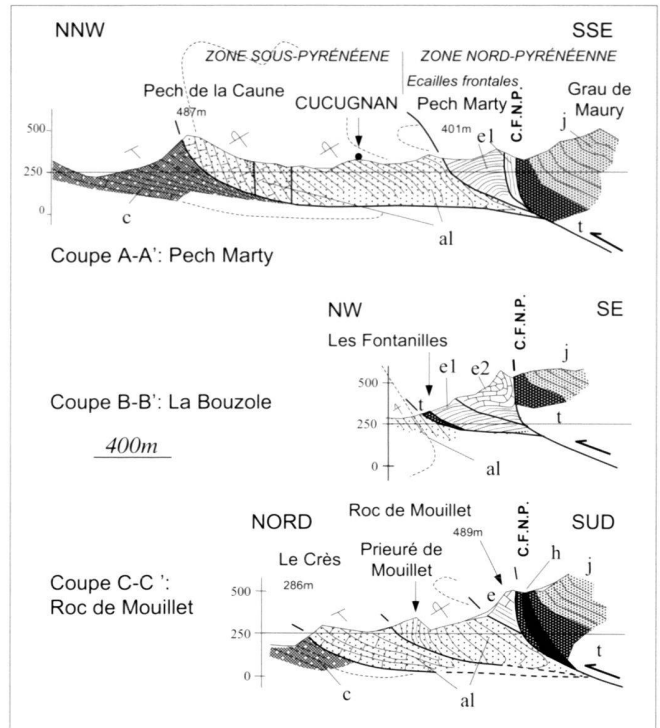 NNW SSE
ZONE SOUS-PYRÉNÉENE ZONE NORD-PYRÉNÉENNE
Ecailles frontales
Pech de la Caune CUCUGNAN Pech Marty C.F.N.P. Grau de Maury
487m 401m e1 j
500
250
0
c al t
Coupe A-A': Pech Marty
NW SE
Les Fontanilles C.F.N.P.
e1 e2 j
500
t
250
0
al t
Coupe B-B': La Bouzole
400m
NORD Roc de Mouillet SUD
489m C.F.N.P. h j
Le Crès Prieuré de Mouillet
286m e
Coupe C-C ':
Roc de Mouillet
500
250
0
c al t